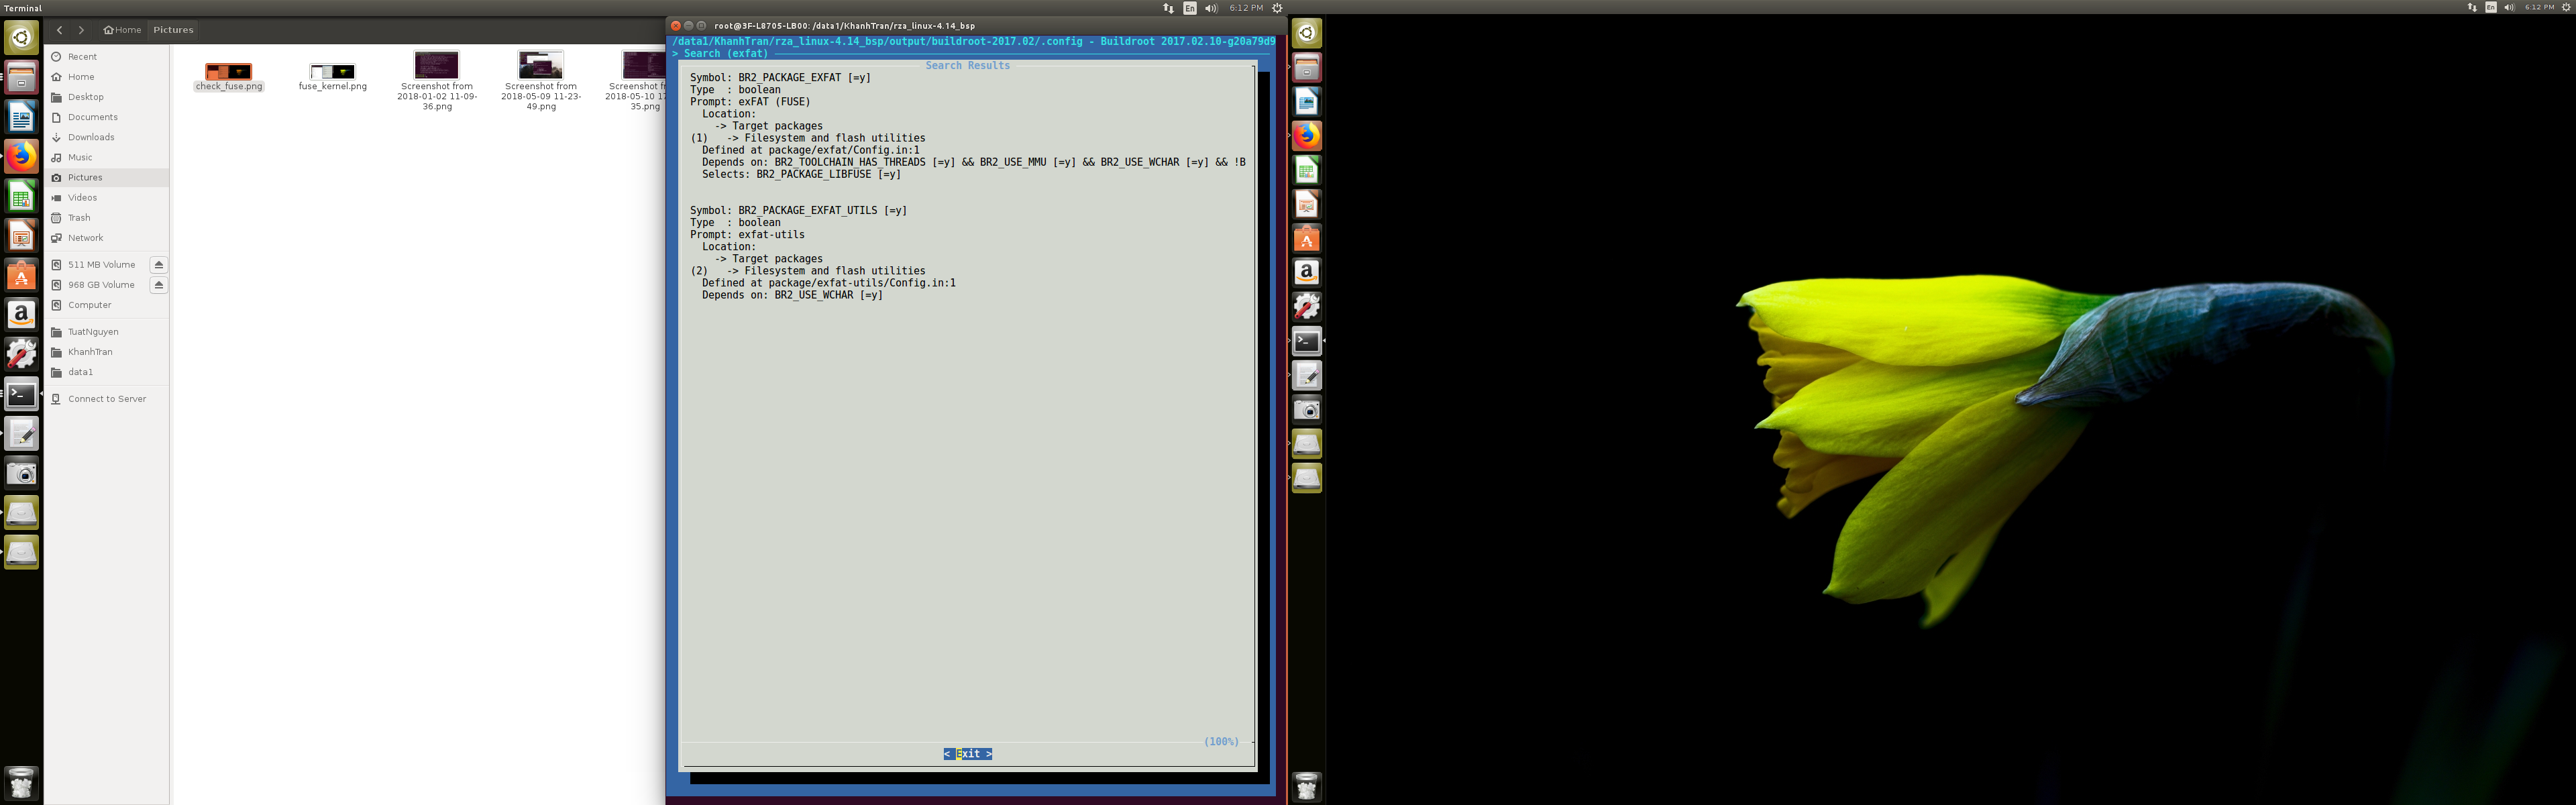 Terminal
En
6:12 PM
En
6:12 PM
Home
Pictures
Recent
Home
Desktop
Documents
Downloads
Music
Pictures
Videos
Trash
Network
511 MB Volume
968 GB Volume
Computer
TuatNguyen
KhanhTran
data1
Connect to Server
check_fuse.png
fuse_kernel.png
Screenshot from
2018-01-02 11-09-
36.png
Screenshot from
2018-05-09 11-23-
49.png
Screenshot
2018-05-10
35.png
root@3F-L8705-LB00: /data1/KhanhTran/rza_linux-4.14_bsp
/data1/KhanhTran/rza_linux-4.14_bsp/output/buildroot-2017.02/.config - Buildroot 2017.02.10-g20a79d9
> Search (exfat)
Search Results
Symbol: BR2_PACKAGE_EXFAT [=y]
Type  : boolean
Prompt: exFAT (FUSE)
  Location:
    -> Target packages
(1)   -> Filesystem and flash utilities
  Defined at package/exfat/Config.in:1
  Depends on: BR2_TOOLCHAIN_HAS_THREADS [=y] && BR2_USE_MMU [=y] && BR2_USE_WCHAR [=y] && !B
  Selects: BR2_PACKAGE_LIBFUSE [=y]
Symbol: BR2_PACKAGE_EXFAT_UTILS [=y]
Type  : boolean
Prompt: exfat-utils
  Location:
    -> Target packages
(2)   -> Filesystem and flash utilities
  Defined at package/exfat-utils/Config.in:1
  Depends on: BR2_USE_WCHAR [=y]
(100%)
< Exit >